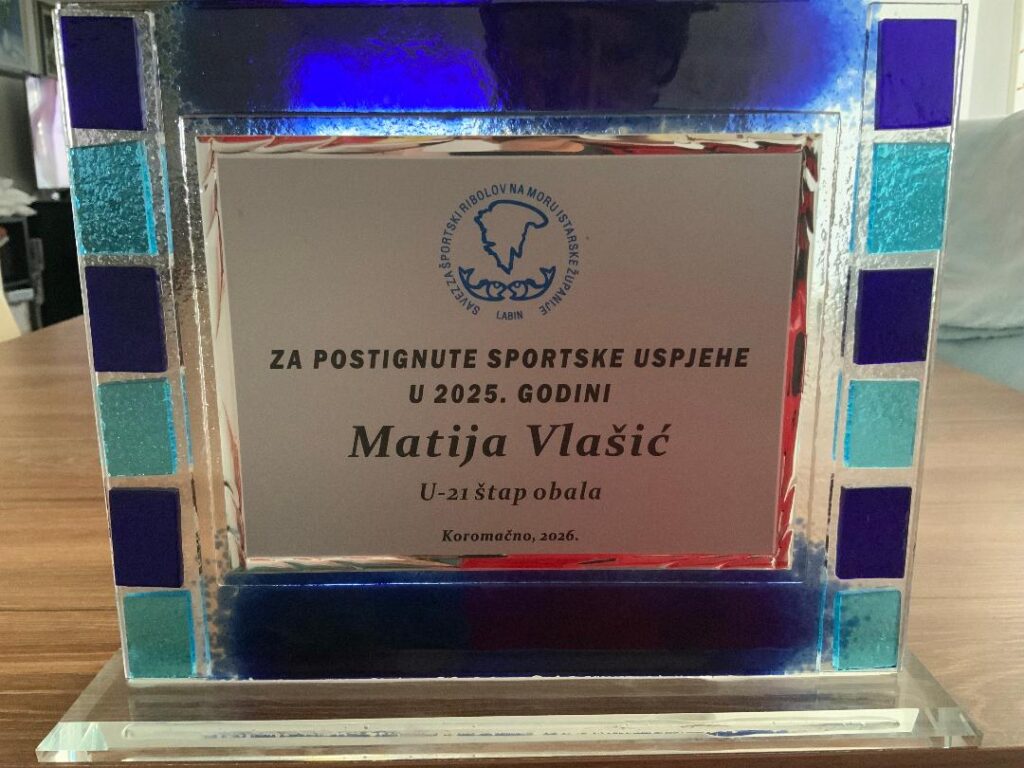 SAVEZ ZA ŠPORTSKI RIBOLOV NA MORU ISTARSKE ŽUPANIJE
LABIN
ZA POSTIGNUTE SPORTSKE USPJEHE
U 2025. GODINI
Matija Vlašić
U-21 štap obala
Koromačno, 2026.